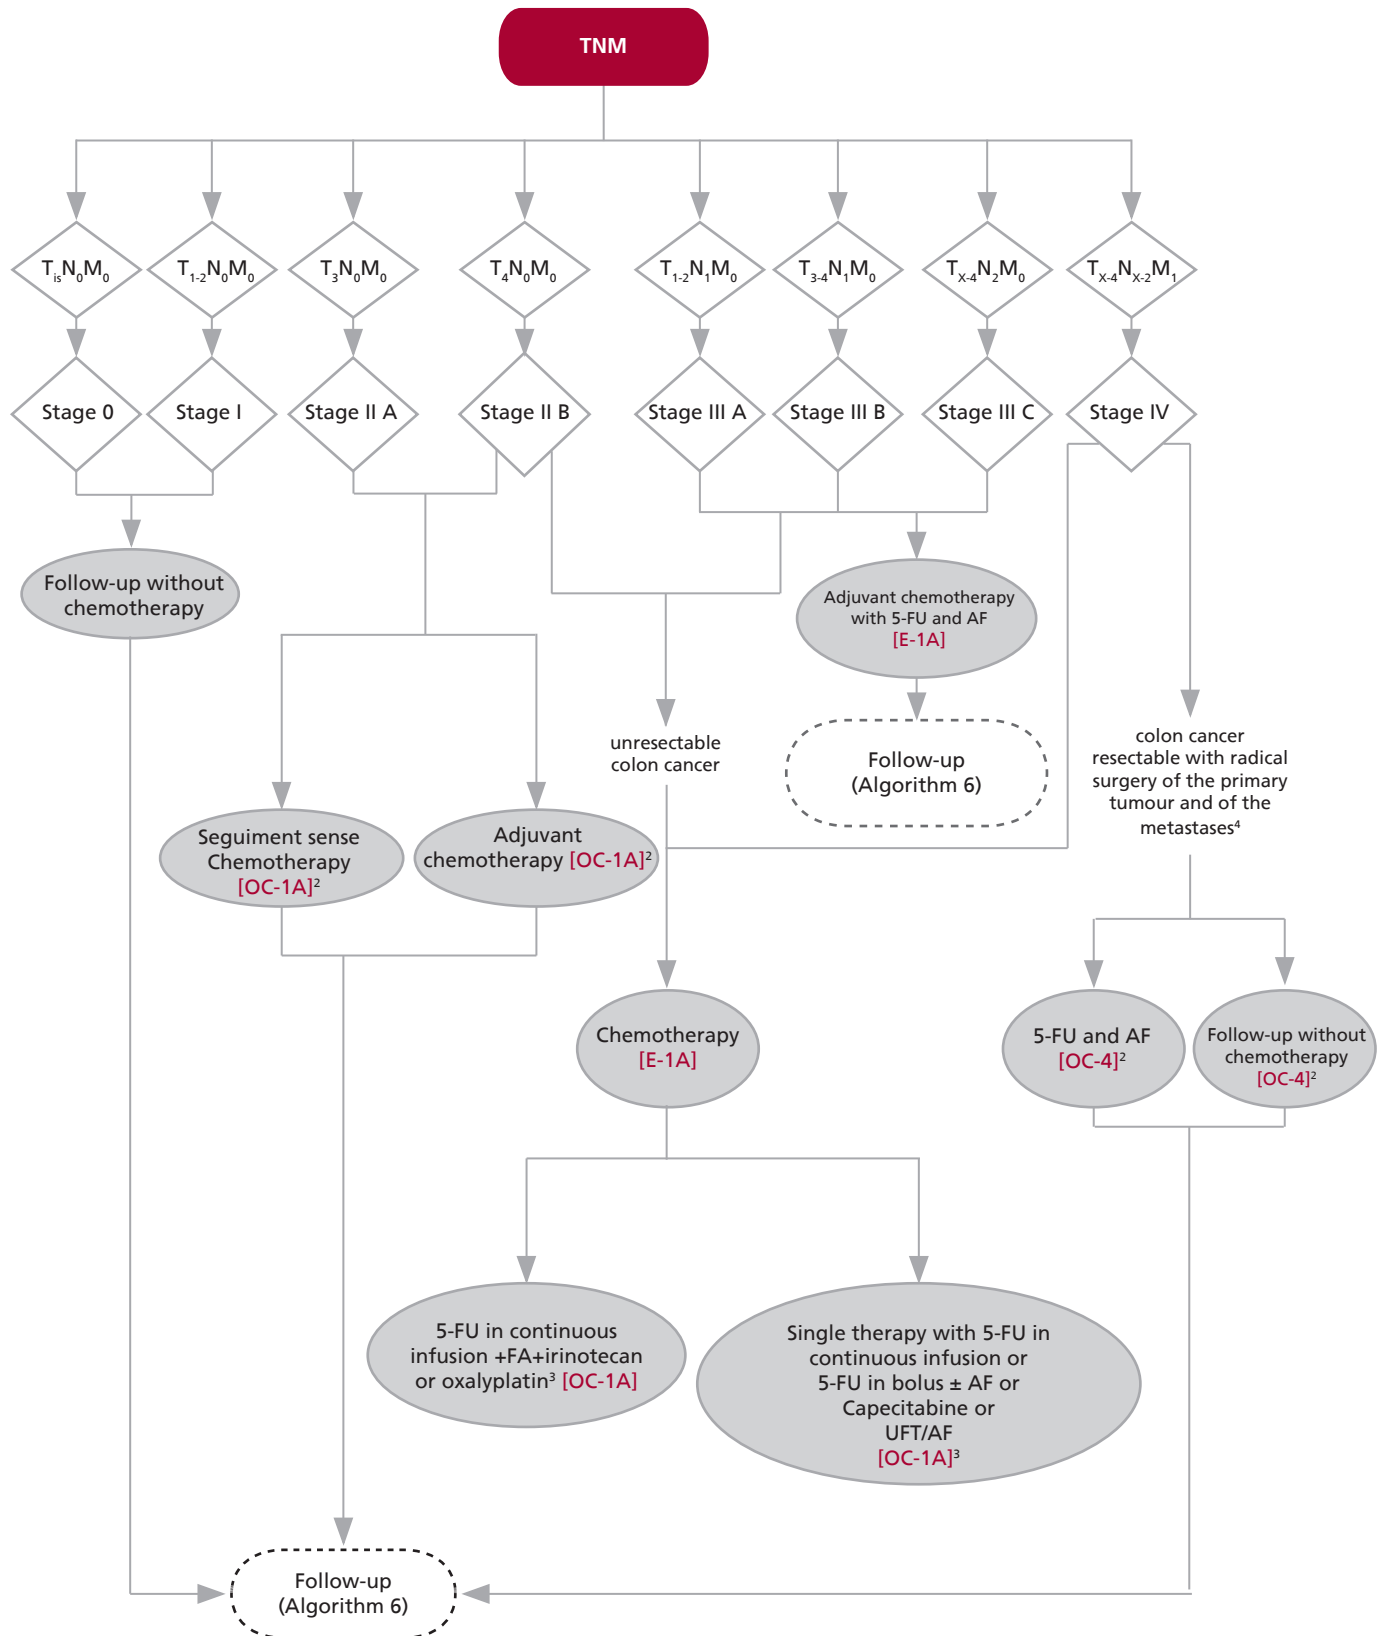 TNM
TisN0M0
T1-2N0M0
T3N0M0
T4N0M0
T1-2N1M0
T3-4N1M0
TX-4N2M0
TX-4NX-2M1
Stage 0
Stage I
Stage II A
Stage II B
Stage III A
Stage III B
Stage III C
Stage IV
Follow-up without
chemotherapy
Adjuvant chemotherapy
with 5-FU and AF
[E-1A]
unresectable
colon cancer
Follow-up
(Algorithm 6)
colon cancer
resectable with radical
surgery of the primary
tumour and of the
metastases⁴
Seguiment sense
Chemotherapy
[OC-1A]²
Adjuvant
chemotherapy [OC-1A]²
Chemotherapy
[E-1A]
5-FU and AF
[OC-4]²
Follow-up without
chemotherapy
[OC-4]²
5-FU in continuous
infusion +FA+irinotecan
or oxalyplatin³ [OC-1A]
Single therapy with 5-FU in
continuous infusion or
5-FU in bolus ± AF or
Capecitabine or
UFT/AF
[OC-1A]³
Follow-up
(Algorithm 6)